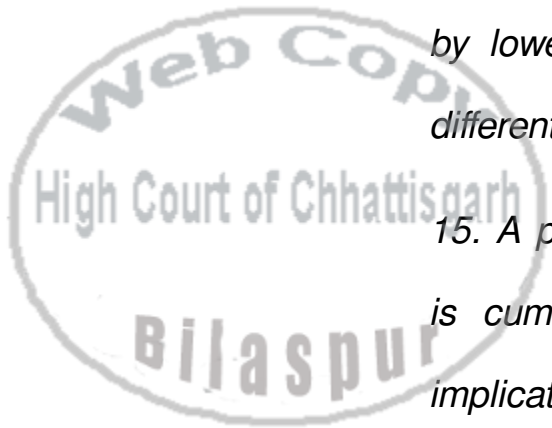 Web Copy
High Court of Chhattisgarh
Bilaspur
by lowe
different
15. A p
is cum
implicat